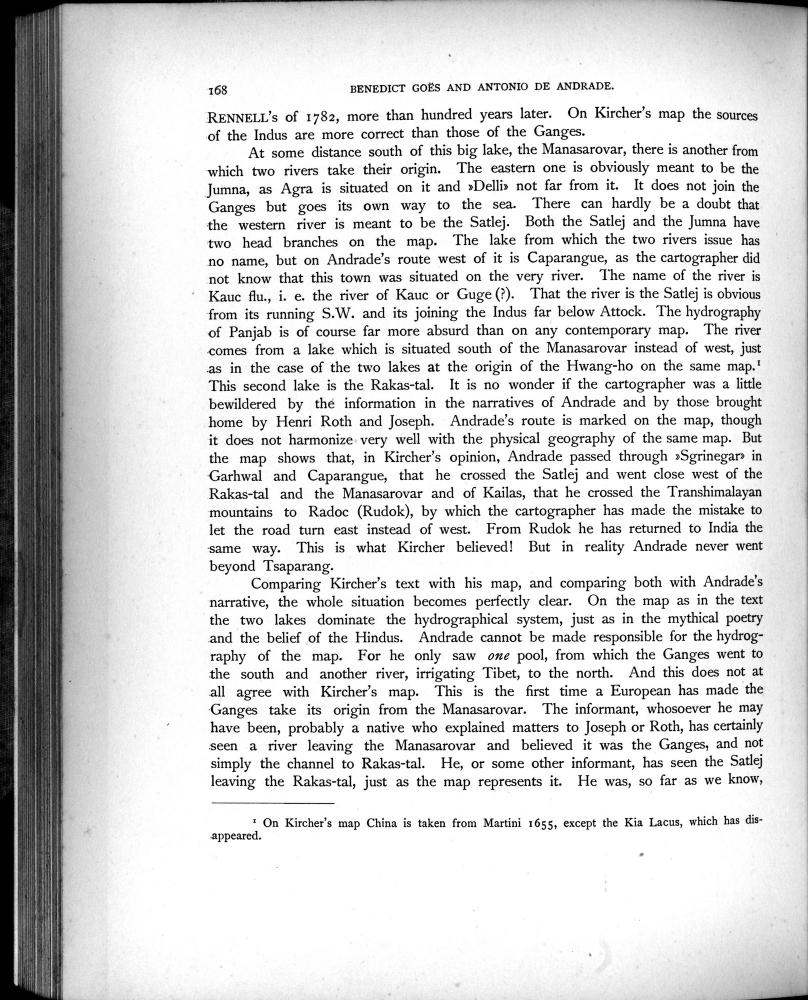 168 BENEDICT GOËS AND ANTONIO DE ANDRADE.
RENNELL's of 1782, more than hundred years later. On Kircher's map the sources
of the Indus are more correct than those of the Ganges.
At some distance south of this big lake, the Manasarovar, there is another from
which two rivers take their origin. The eastern one is obviously meant to be the
Jumna, as Agra is situated on it and »Delli» not far from it. It does not join the
Ganges but goes its own way to the sea. There can hardly be a doubt that
the western river is meant to be the Satlej. Both the Satlej and the Jumna have
two head branches on the map. The lake from which the two rivers issue has
no name, but on Andrade's route west of it is Caparangue, as the cartographer did
not know that this town was situated on the very river. The name of the river is
Kauc flu., i. e. the river of Kauc or Guge (?). That the river is the Satlej is obvious
from its running S.W. and its joining the Indus far below Attock. The hydrography
of Panjab is of course far more absurd than on any contemporary map. The river
comes from a lake which is situated south of the Manasarovar instead of west, just
as in the case of the two lakes at the origin of the Hwang-ho on the same map.¹
This second lake is the Rakas-tal. It is no wonder if the cartographer was a little
bewildered by the information in the narratives of Andrade and by those brought
home by Henri Roth and Joseph. Andrade's route is marked on the map, though
it does not harmonize very well with the physical geography of the same map. But
the map shows that, in Kircher's opinion, Andrade passed through »Sgrinegar» in
Garhwal and Caparangue, that he crossed the Satlej and went close west of the
Rakas-tal and the Manasarovar and of Kailas, that he crossed the Transhimalayan
mountains to Radoc (Rudok), by which the cartographer has made the mistake to
let the road turn east instead of west. From Rudok he has returned to India the
same way. This is what Kircher believed! But in reality Andrade never went
beyond Tsaparang.
Comparing Kircher's text with his map, and comparing both with Andrade's
narrative, the whole situation becomes perfectly clear. On the map as in the text
the two lakes dominate the hydrographical system, just as in the mythical poetry
and the belief of the Hindus. Andrade cannot be made responsible for the hydrog-
raphy of the map. For he only saw one pool, from which the Ganges went to
the south and another river, irrigating Tibet, to the north. And this does not at
all agree with Kircher's map. This is the first time a European has made the
Ganges take its origin from the Manasarovar. The informant, whosoever he may
have been, probably a native who explained matters to Joseph or Roth, has certainly
seen a river leaving the Manasarovar and believed it was the Ganges, and not
simply the channel to Rakas-tal. He, or some other informant, has seen the Satlej
leaving the Rakas-tal, just as the map represents it. He was, so far as we know,
¹ On Kircher's map China is taken from Martini 1655, except the Kia Lacus, which has dis-
appeared.